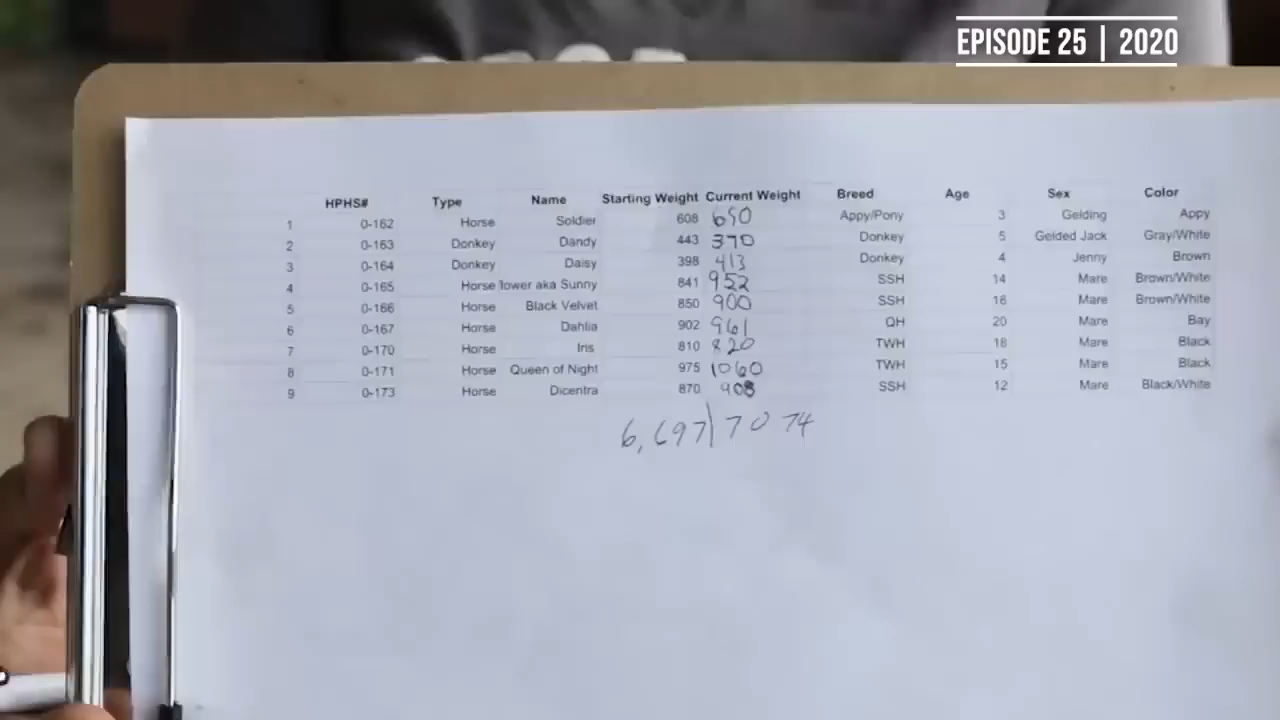 EPISODE 25 | 2020
HPHS# Type Name Starting Weight Current Weight Breed Age Sex Color
1 0-162 Horse Soldier 608 650 Appy/Pony 3 Gelding Appy
2 0-163 Donkey Dandy 443 370 Donkey 5 Gelded Jack Gray/White
3 0-164 Donkey Daisy 398 413 Donkey 4 Jenny Brown
4 0-165 Horse lower aka Sunny 841 952 SSH 14 Mare Brown/White
5 0-166 Horse Black Velvet 850 900 SSH 16 Mare Brown/White
6 0-167 Horse Dahlia 902 961 QH 20 Mare Bay
7 0-170 Horse Iris 810 820 TWH 18 Mare Black
8 0-171 Horse Queen of Night 975 1060 TWH 15 Mare Black
9 0-173 Horse Dicentra 870 908 SSH 12 Mare Black/White
6,697|7074